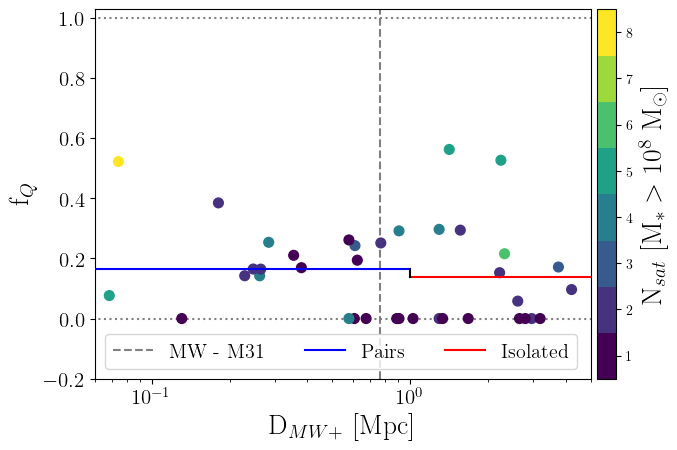 1.0
0.8
0.6
0.4
0.2
0.0
−0.2
f_Q
10^{-1}
10^0
D_{MW+} [Mpc]
MW - M31
Pairs
Isolated
8
7
6
5
4
3
2
1
N_{sat} [M_* > 10^8 M_⊙]